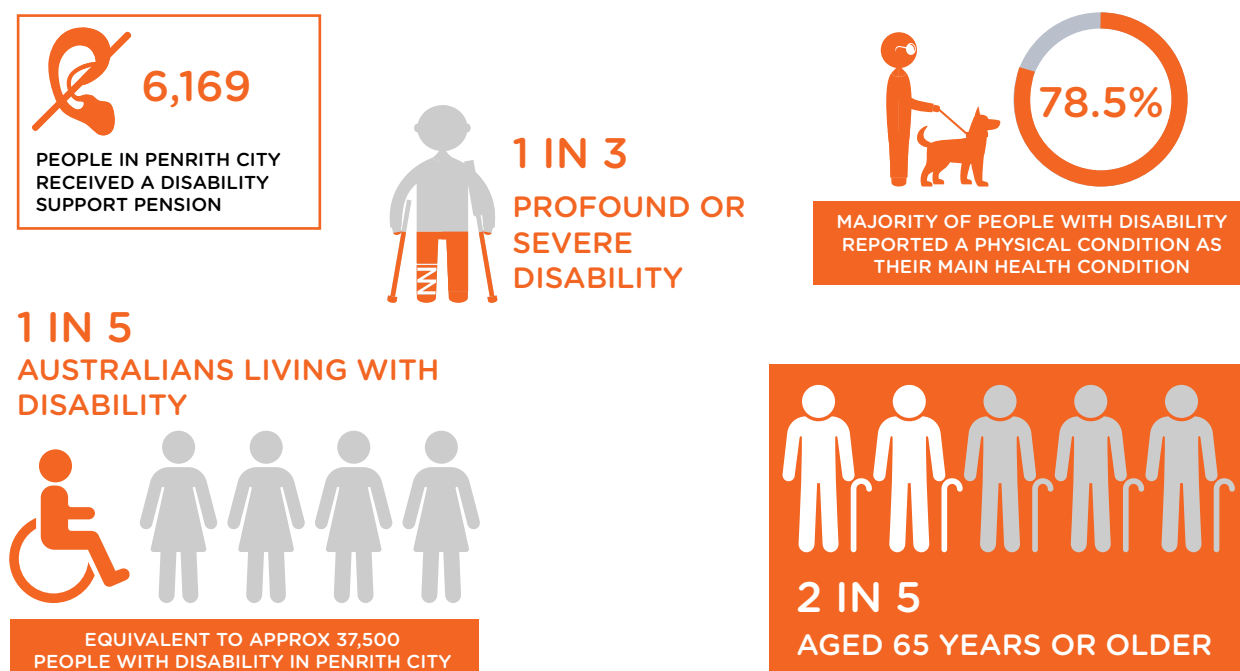 6,169
PEOPLE IN PENRITH CITY
RECEIVED A DISABILITY
SUPPORT PENSION
1 IN 3
PROFOUND OR
SEVERE
DISABILITY
78.5%
MAJORITY OF PEOPLE WITH DISABILITY
REPORTED A PHYSICAL CONDITION AS
THEIR MAIN HEALTH CONDITION
1 IN 5
AUSTRALIANS LIVING WITH
DISABILITY
EQUIVALENT TO APPROX 37,500
PEOPLE WITH DISABILITY IN PENRITH CITY
2 IN 5
AGED 65 YEARS OR OLDER